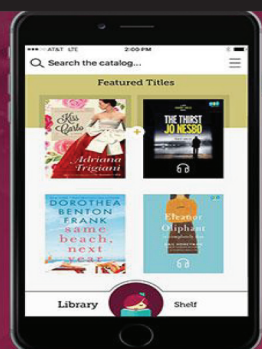 AT&T LTE 2:00 PM
Search the catalog...
Featured Titles
Kiss
Carlo
Adriana
Trigiani
THE THIRST
JO NESBO
DOROTHEA
BENTON
FRANK
same
beach,
next
year
Eleanor
Oliphant
Library Shelf